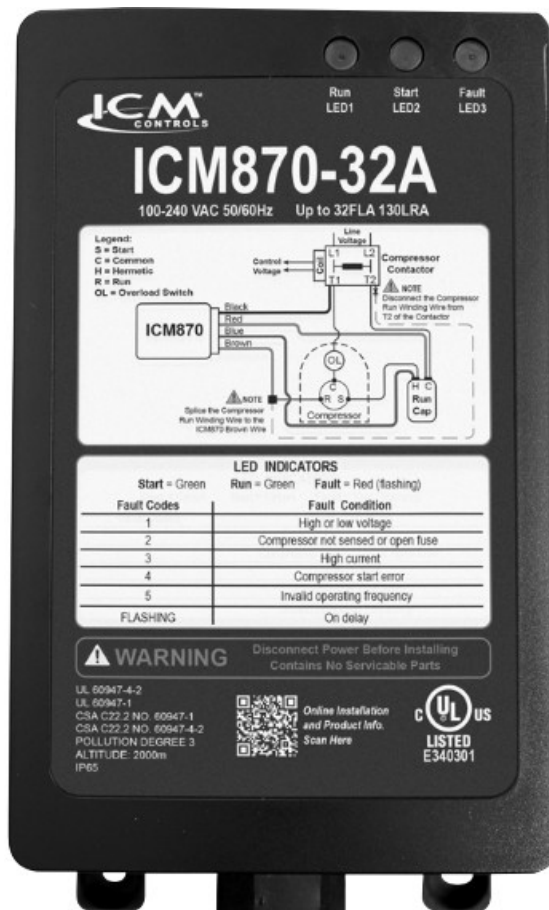 Run Start Fault
LED1 LED2 LED3
ICM™
CONTROLS
ICM870-32A
100-240 VAC 50/60Hz Up to 32FLA 130LRA
Legend:
S = Start
C = Common
H = Hermetic
R = Run
OL = Overload Switch
Line
Voltage
L1 L2
Control
Voltage
Coil
T1 T2
Compressor
Contactor
NOTE
Disconnect the Compressor
Run Winding Wire from
T2 of the Contactor
ICM870
Black
Red
Blue
Brown
OL
C
R S
Compressor
H C
Run
Cap
NOTE
Splice the Compressor
Run Winding Wire to the
ICM870 Brown Wire
LED INDICATORS
Start = Green Run = Green Fault = Red (flashing)
Fault Codes Fault Condition
1 High or low voltage
2 Compressor not sensed or open fuse
3 High current
4 Compressor start error
5 Invalid operating frequency
FLASHING On delay
WARNING
Disconnect Power Before Installing
Contains No Servicable Parts
UL 60947-4-2
UL 60947-1
CSA C22.2 NO. 60947-1
CSA C22.2 NO. 60947-4-2
POLLUTION DEGREE 3
ALTITUDE: 2000m
IP65
Online Installation
and Product Info.
Scan Here
C UL US
LISTED
E340301